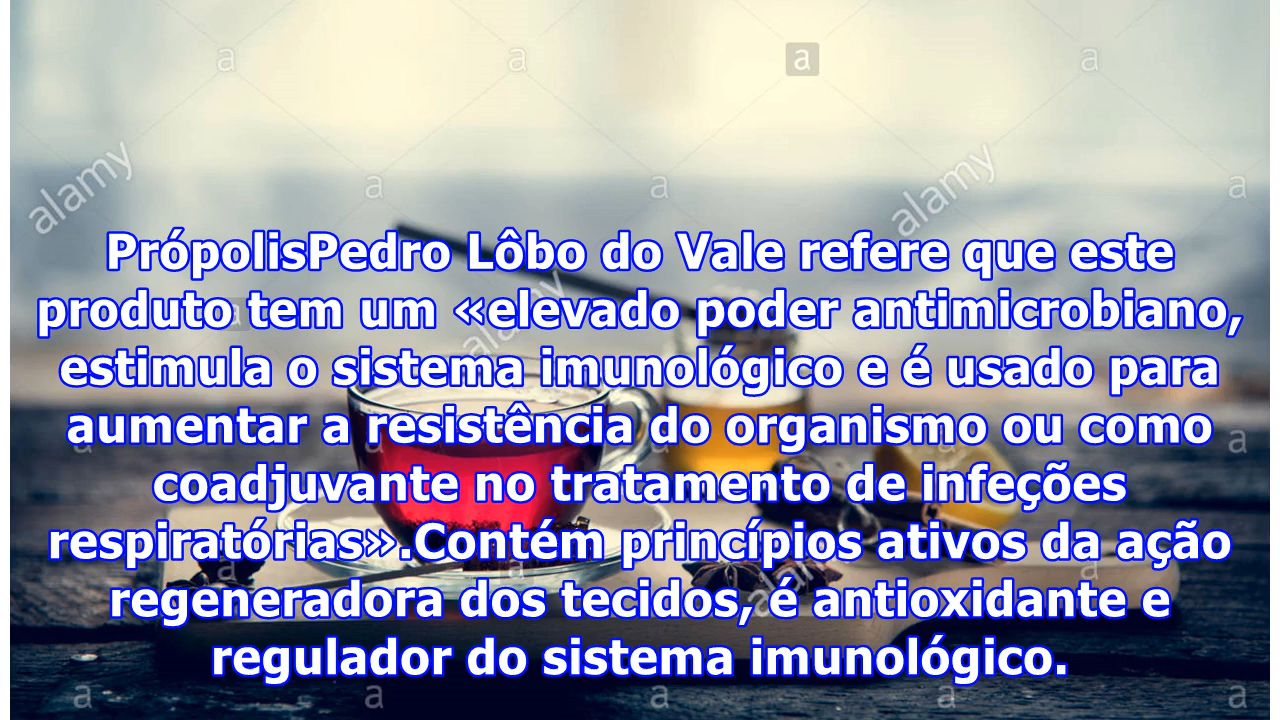 a a a a
alamy alamy
a a a
PrópolisPedro Lôbo do Vale refere que este
produto tem um «elevado poder antimicrobiano,
estimula o sistema imunológico e é usado para
aumentar a resistência do organismo ou como
coadjuvante no tratamento de infeções
respiratórias».Contém princípios ativos da ação
regeneradora dos tecidos, é antioxidante e
regulador do sistema imunológico.
a a a a a